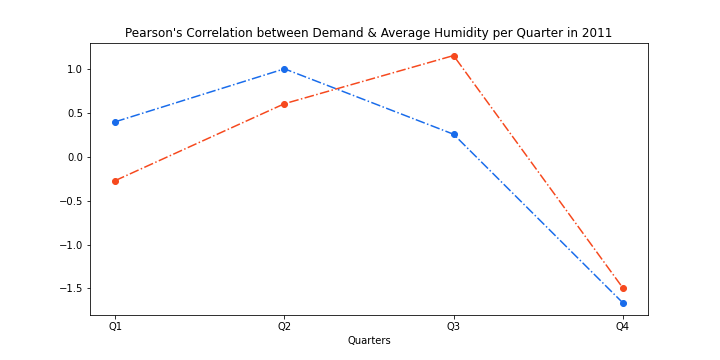 Pearson's Correlation between Demand & Average Humidity per Quarter in 2011
1.0
0.5
0.0
−0.5
−1.0
−1.5
Q1 Q2 Q3 Q4
Quarters